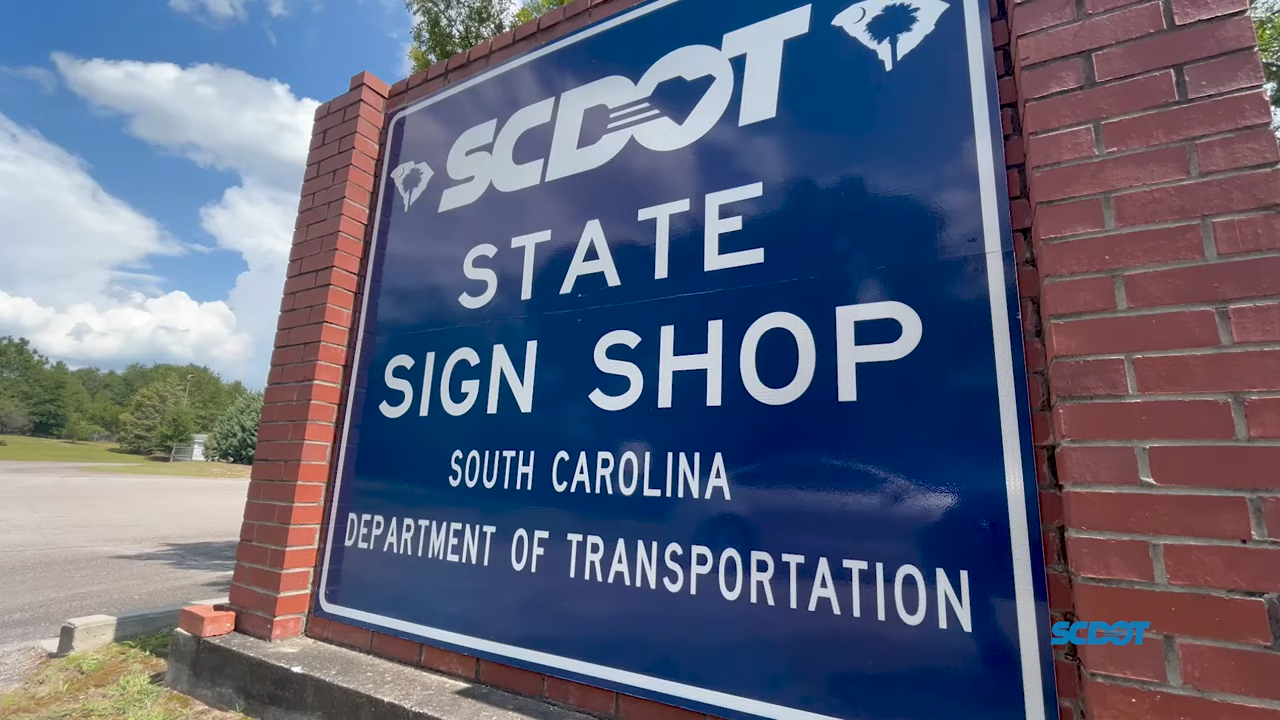 SCDOT
STATE
SIGN SHOP
SOUTH CAROLINA
DEPARTMENT OF TRANSPORTATION
SCDOT